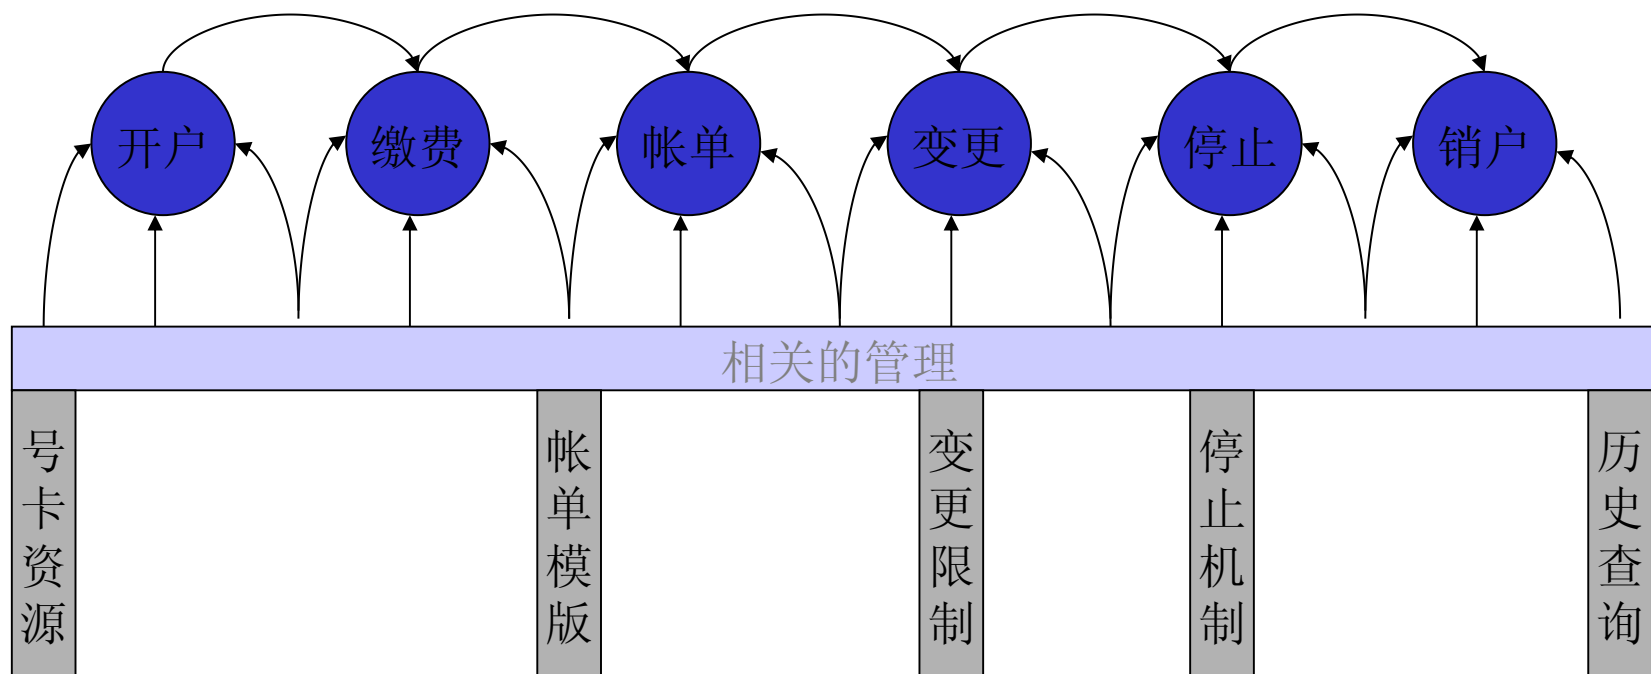 开户
缴费
帐单
变更
停止
销户
相关的管理
号卡资源
帐单模版
变更限制
停止机制
历史查询